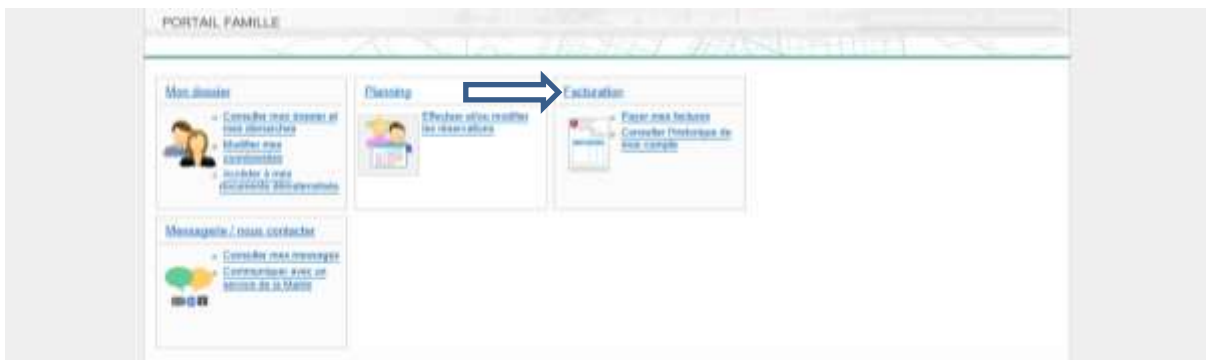 PORTAIL FAMILLE
Mon dossier
Consulter mon dossier et
mes démarches
Modifier mes
coordonnées
Accéder à mes
documents dématérialisés
Planning
Effectuer et/ou modifier
les réservations
Facturation
Payer mes factures
Consulter l'historique de
mon compte
Messagerie / nous contacter
Consulter mes messages
Communiquer avec un
service de la Mairie